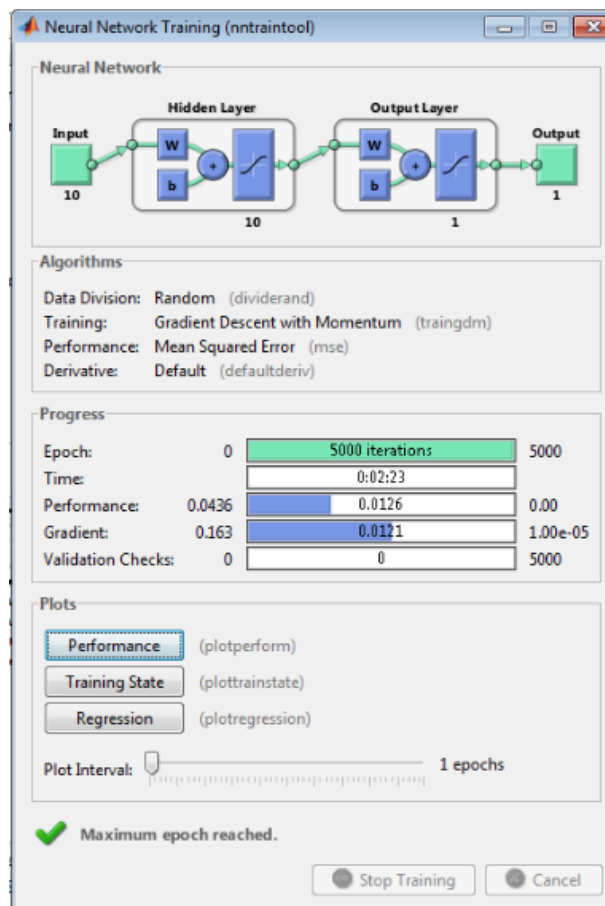 Neural Network Training (nntraintool)
Neural Network
Hidden Layer
Output Layer
Input
Output
W
b
+
W
b
+
10
10
1
1
Algorithms
Data Division: Random (dividerand)
Training: Gradient Descent with Momentum (traingdm)
Performance: Mean Squared Error (mse)
Derivative: Default (defaultderiv)
Progress
Epoch: 0 5000 iterations 5000
Time: 0:02:23
Performance: 0.0436 0.0126 0.00
Gradient: 0.163 0.0121 1.00e-05
Validation Checks: 0 0 5000
Plots
Performance (plotperform)
Training State (plottrainstate)
Regression (plotregression)
Plot Interval: 1 epochs
Maximum epoch reached.
Stop Training Cancel